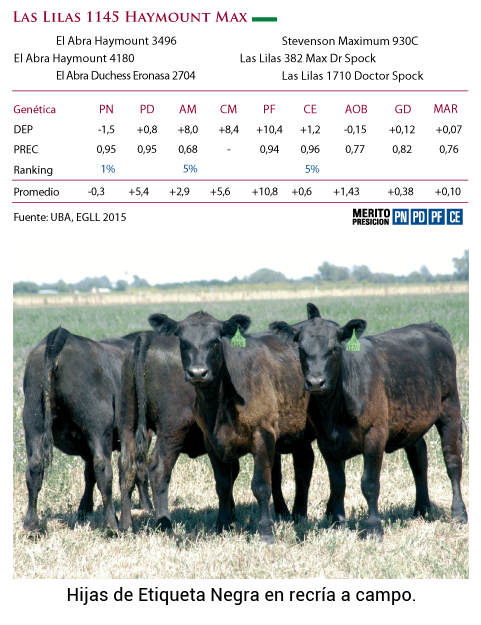 LAS LILAS 1145 HAYMOUNT MAX
El Abra Haymount 3496 Stevenson Maximum 930C
El Abra Haymount 4180 Las Lilas 382 Max Dr Spock
El Abra Duchess Eronasa 2704 Las Lilas 1710 Doctor Spock
Genética PN PD AM CM PF CE AOB GD MAR
DEP -1,5 +0,8 +8,0 +8,4 +10,4 +1,2 -0,15 +0,12 +0,07
PREC 0,95 0,95 0,68 - 0,94 0,96 0,77 0,82 0,76
Ranking 1% 5% 5%
Promedio -0,3 +5,4 +2,9 +5,6 +10,8 +0,6 +1,43 +0,38 +0,10
Fuente: UBA, EGLL 2015 MERITO PN PD PF CE
PRESICION
Hijas de Etiqueta Negra en recría a campo.